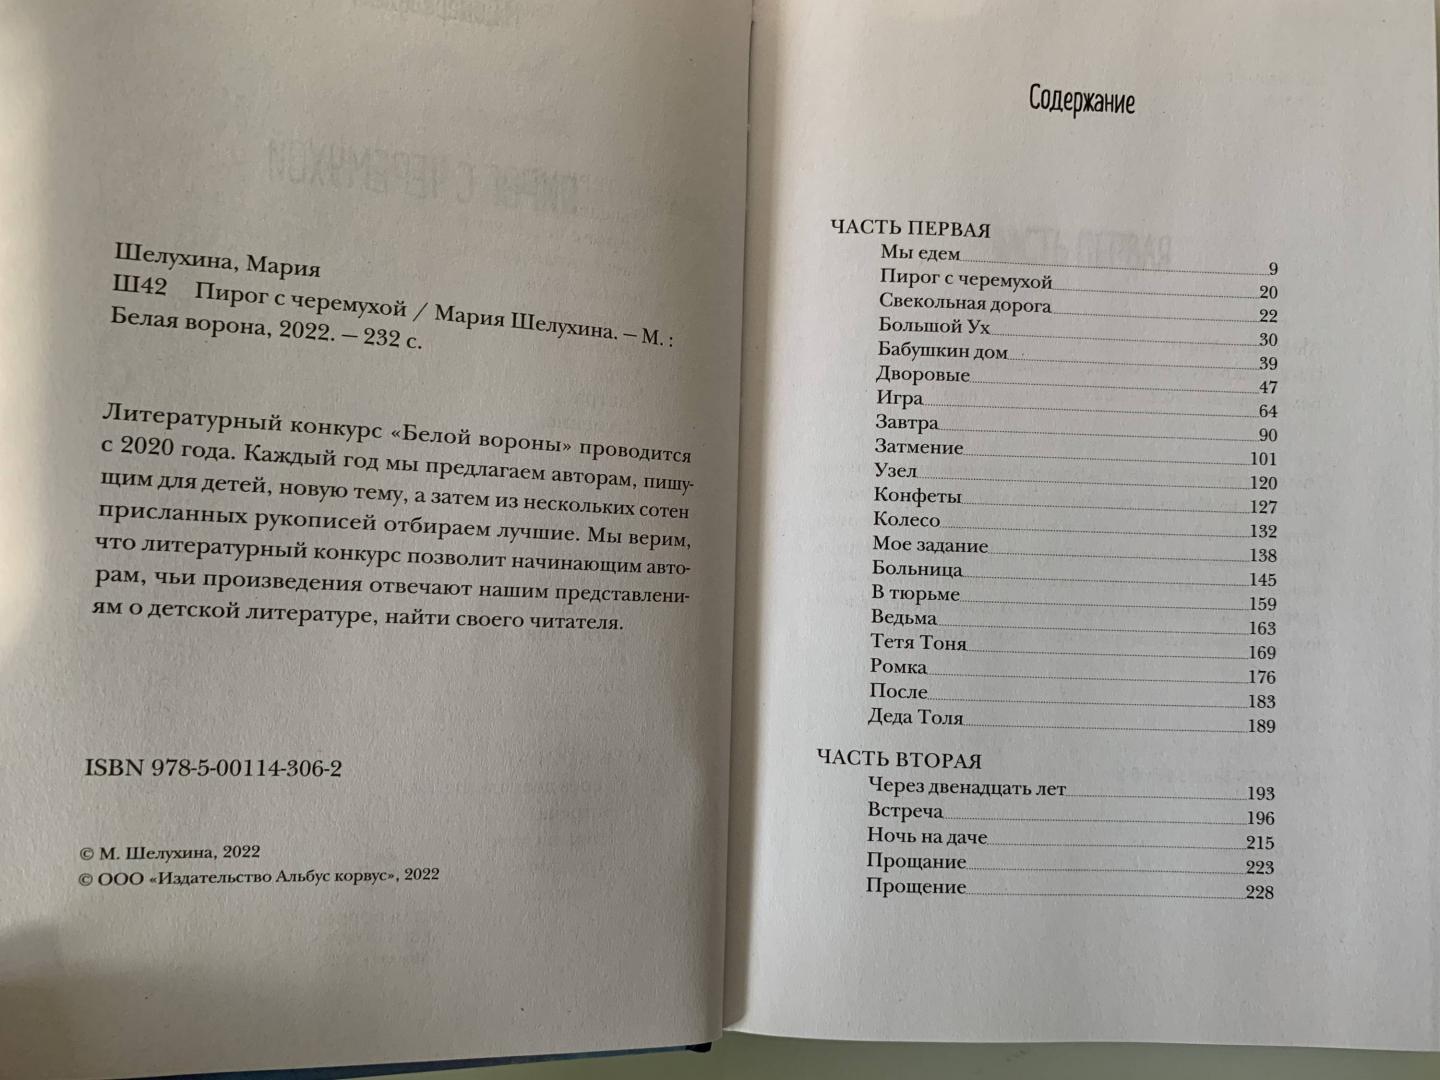 Шелухина, Мария
Ш42 Пирог с черемухой / Мария Шелухина. — М. :
Белая ворона, 2022. — 232 с.
Литературный конкурс «Белой вороны» проводится
с 2020 года. Каждый год мы предлагаем авторам, пишу-
щим для детей, новую тему, а затем из нескольких сотен
присланных рукописей отбираем лучшие. Мы верим,
что литературный конкурс позволит начинающим авто-
рам, чьи произведения отвечают нашим представлени-
ям о детской литературе, найти своего читателя.
ISBN 978-5-00114-306-2
© М. Шелухина, 2022
© ООО «Издательство Альбус корвус», 2022
Содержание
ЧАСТЬ ПЕРВАЯ
Мы едем 9
Пирог с черемухой 20
Свекольная дорога 22
Большой Ух 30
Бабушкин дом 39
Дворовые 47
Игра 64
Завтра 90
Затмение 101
Узел 120
Конфеты 127
Колесо 132
Мое задание 138
Больница 145
В тюрьме 159
Ведьма 163
Тетя Тоня 169
Ромка 176
После 183
Деда Толя 189
ЧАСТЬ ВТОРАЯ
Через двенадцать лет 193
Встреча 196
Ночь на даче 215
Прощание 223
Прощение 228